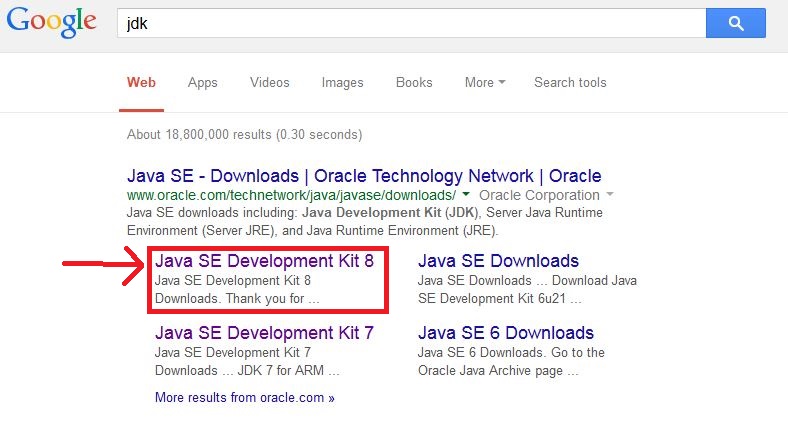 Google
jdk
Web Apps Videos Images Books More Search tools
About 18,800,000 results (0.30 seconds)
Java SE - Downloads | Oracle Technology Network | Oracle
www.oracle.com/technetwork/java/javase/downloads/ Oracle Corporation
Java SE downloads including: Java Development Kit (JDK), Server Java Runtime
Environment (Server JRE), and Java Runtime Environment (JRE).
Java SE Development Kit 8
Java SE Development Kit 8
Downloads. Thank you for ...
Java SE Downloads
Java SE Downloads ... Download Java
SE Development Kit 6u21 ...
Java SE Development Kit 7
Java SE Development Kit 7
Downloads ... JDK 7 for ARM ...
Java SE 6 Downloads
Java SE 6 Downloads. Go to the
Oracle Java Archive page ...
More results from oracle.com »